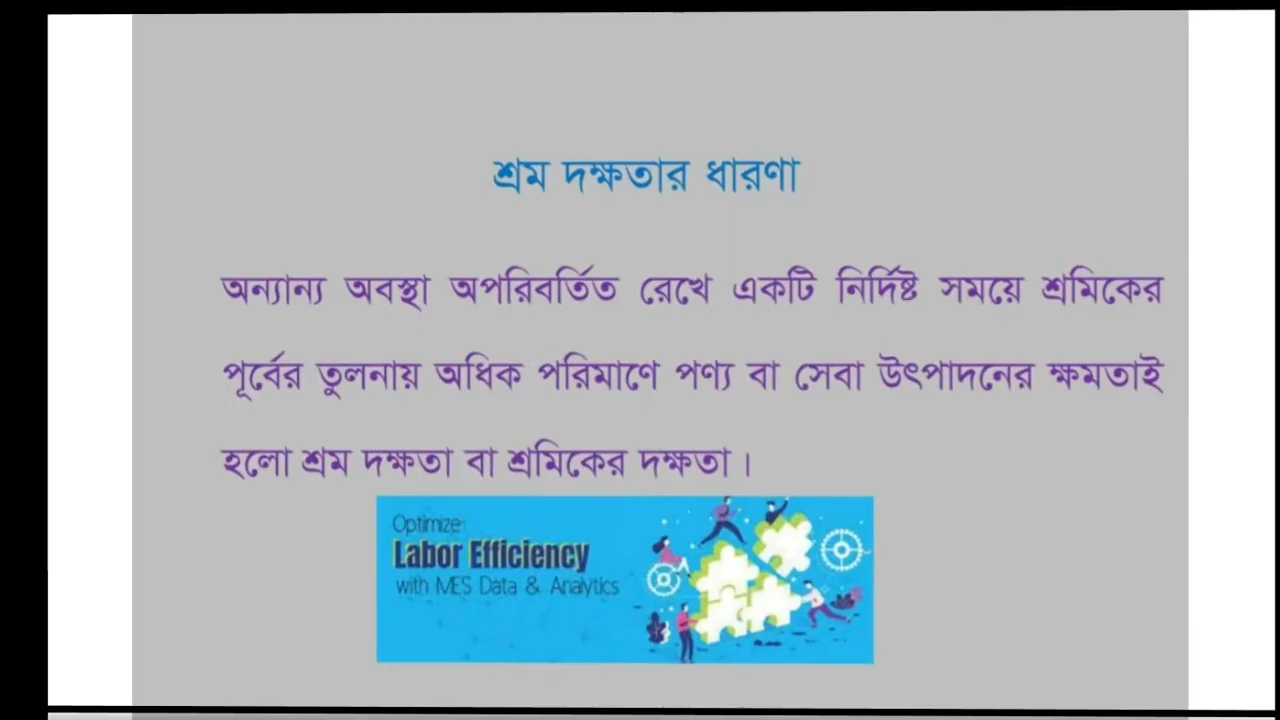 শ্রম দক্ষতার ধারণা
অন্যান্য অবস্থা অপরিবর্তিত রেখে একটি নির্দিষ্ট সময়ে শ্রমিকের
পূর্বের তুলনায় অধিক পরিমাণে পণ্য বা সেবা উৎপাদনের ক্ষমতাই
হলো শ্রম দক্ষতা বা শ্রমিকের দক্ষতা।
Optimize
Labor Efficiency
with MES Data & Analytics